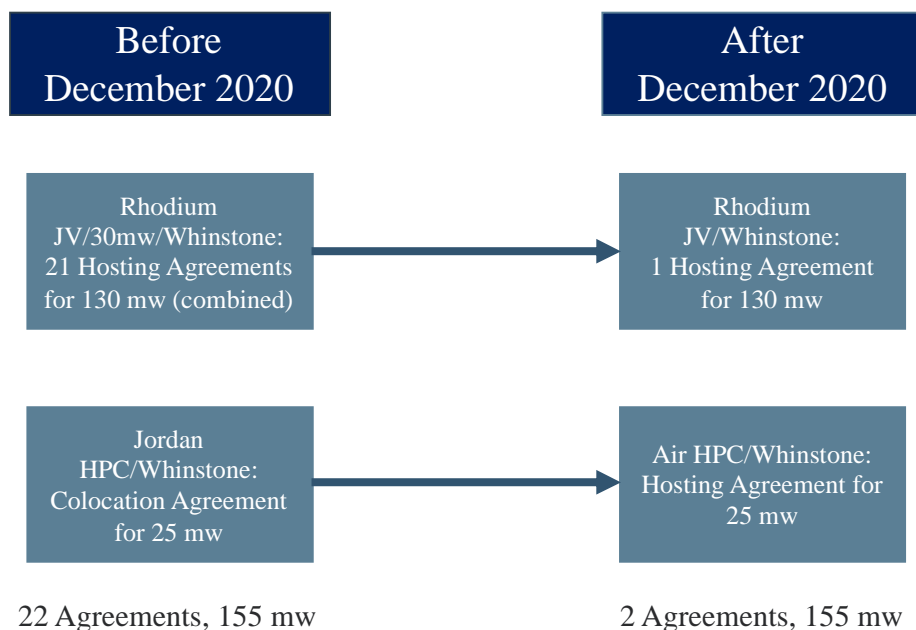 Before
December 2020
After
December 2020
Rhodium
JV/30mw/Whinstone:
21 Hosting Agreements
for 130 mw (combined)
Rhodium
JV/Whinstone:
1 Hosting Agreement
for 130 mw
Jordan
HPC/Whinstone:
Colocation Agreement
for 25 mw
Air HPC/Whinstone:
Hosting Agreement for
25 mw
22 Agreements, 155 mw
2 Agreements, 155 mw